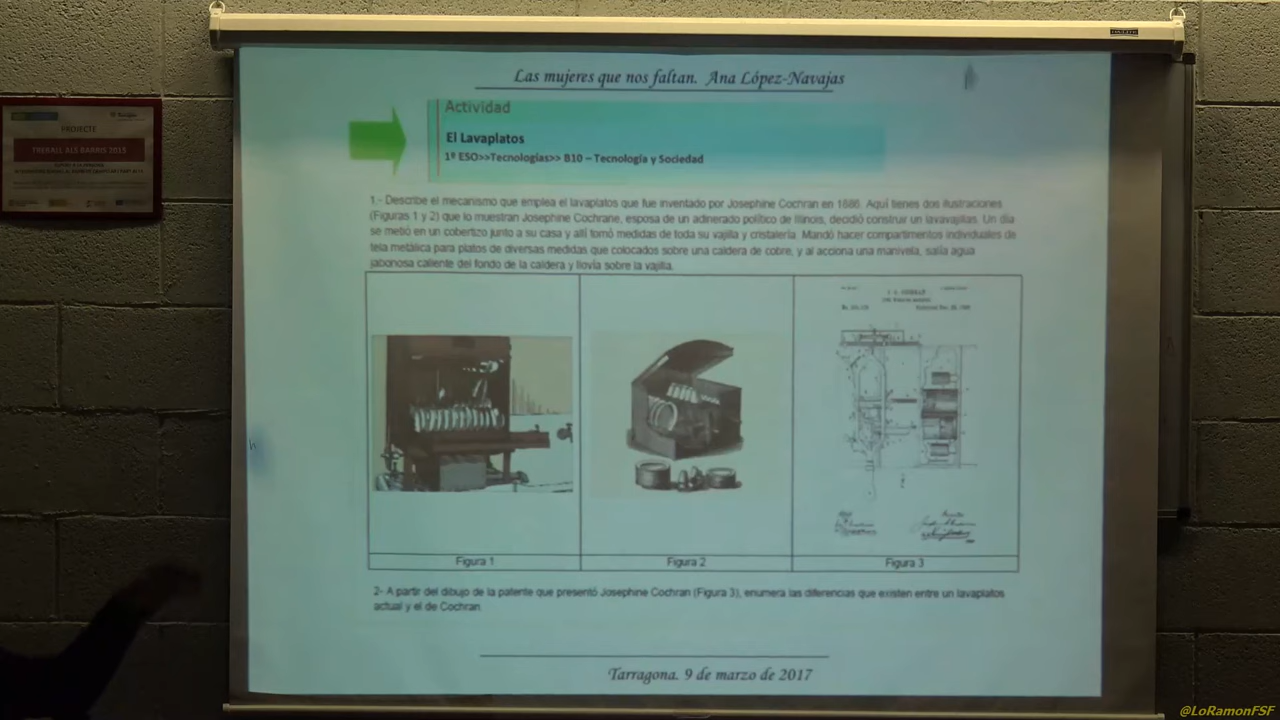 PROJECTE
TREBALL ALS BARRIS 2015
Las mujeres que nos faltan. Ana López-Navajas
Actividad
El Lavaplatos
1º ESO>>Tecnologías>> B10 – Tecnología y Sociedad
1.- Describe el mecanismo que emplea el lavaplatos que fue inventado por Josephine Cochran en 1886. Aquí tienes dos ilustraciones
(Figuras 1 y 2) que lo muestran Josephine Cochrane, esposa de un adinerado político de Illinois, decidió construir un lavavajillas. Un día
se metió en un cobertizo junto a su casa y allí tomó medidas de toda su vajilla y cristalería. Mandó hacer compartimentos individuales de
tela metálica para platos de diversas medidas que colocados sobre una caldera de cobre, y al acciona una manivela, salía agua
jabonosa caliente del fondo de la caldera y llovía sobre la vajilla.
Figura 1
Figura 2
Figura 3
2- A partir del dibujo de la patente que presentó Josephine Cochran (Figura 3), enumera las diferencias que existen entre un lavaplatos
actual y el de Cochran.
Tarragona. 9 de marzo de 2017
@LoRamonFSF